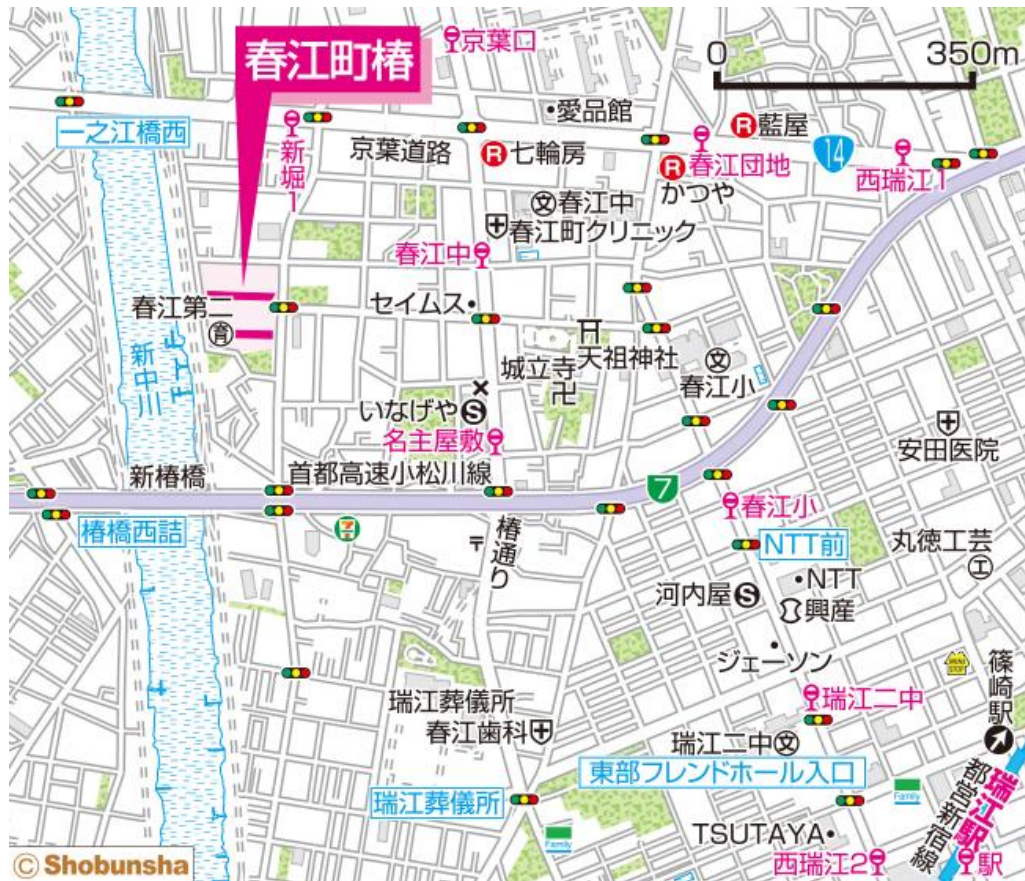 京葉口
0 350m
春江町椿
愛品館
一之江橋西
新堀1
京葉道路
七輪房
R
R
藍屋
春江団地
R
かつや
14
西瑞江1
文
春江中
春江町クリニック
春江中
春江第二
育
セイムス
天祖神社
城立寺
文
春江小
新中川
いなげや
S
名主屋敷
安田医院
新椿橋
首都高速小松川線
7
春江小
椿橋西詰
椿通り
NTT前
丸徳工芸
工
河内屋
S
NTT
興産
ジェーソン
MINI STOP
篠崎駅
瑞江葬儀所
春江歯科
瑞江二中
瑞江二中
文
東部フレンドホール入口
瑞江葬儀所
Family
Family
瑞江駅
都営新宿線
TSUTAYA
西瑞江2
駅
© Shobunsha